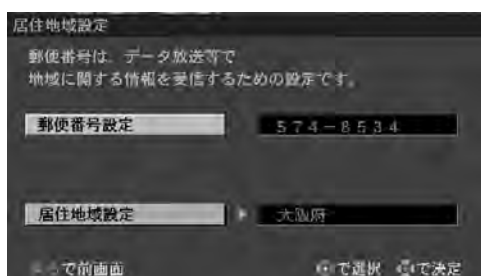 居住地域設定
郵便番号は、データ放送等で
地域に関する情報を受信するための設定です。
郵便番号設定 574-8534
居住地域設定 大阪府
で前画面 で選択 で決定